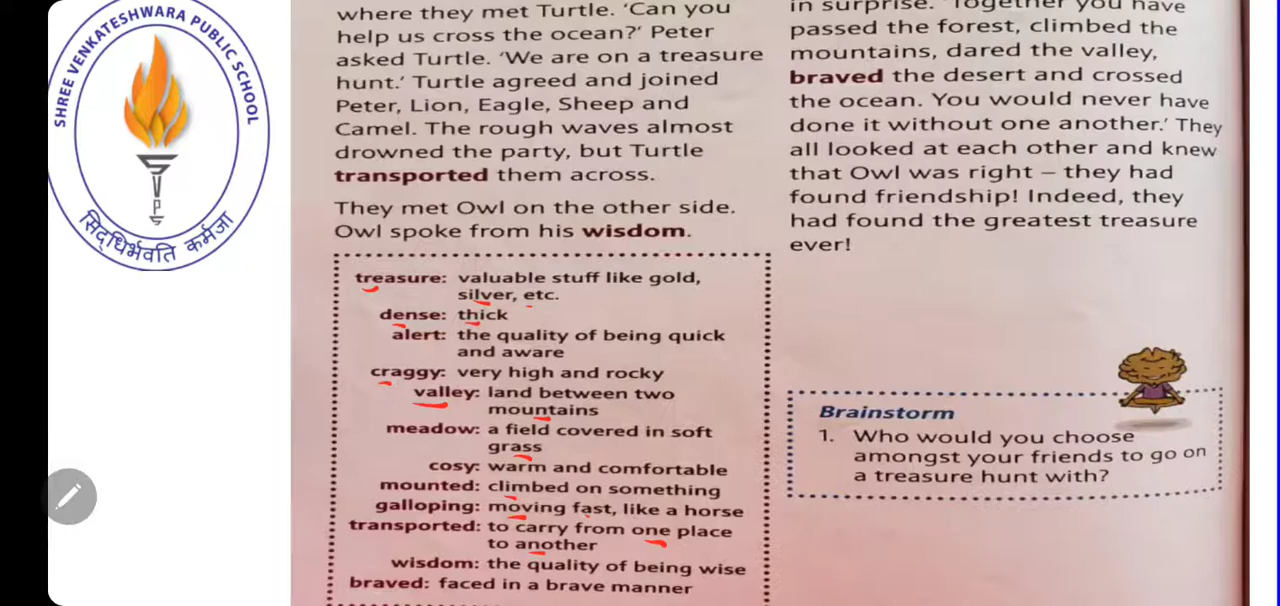 SHREE VENKATESHWARA PUBLIC SCHOOL
S
V
P
S
सिद्धिर्भवति कर्मजा
where they met Turtle. ‘Can you
help us cross the ocean?’ Peter
asked Turtle. ‘We are on a treasure
hunt.’ Turtle agreed and joined
Peter, Lion, Eagle, Sheep and
Camel. The rough waves almost
drowned the party, but Turtle
transported them across.
They met Owl on the other side.
Owl spoke from his wisdom.
treasure: valuable stuff like gold,
silver, etc.
dense: thick
alert: the quality of being quick
and aware
craggy: very high and rocky
valley: land between two
mountains
meadow: a field covered in soft
grass
cosy: warm and comfortable
mounted: climbed on something
galloping: moving fast, like a horse
transported: to carry from one place
to another
wisdom: the quality of being wise
braved: faced in a brave manner
in surprise. ‘Together you have
passed the forest, climbed the
mountains, dared the valley,
braved the desert and crossed
the ocean. You would never have
done it without one another.’ They
all looked at each other and knew
that Owl was right – they had
found friendship! Indeed, they
had found the greatest treasure
ever!
Brainstorm
1. Who would you choose
amongst your friends to go on
a treasure hunt with?